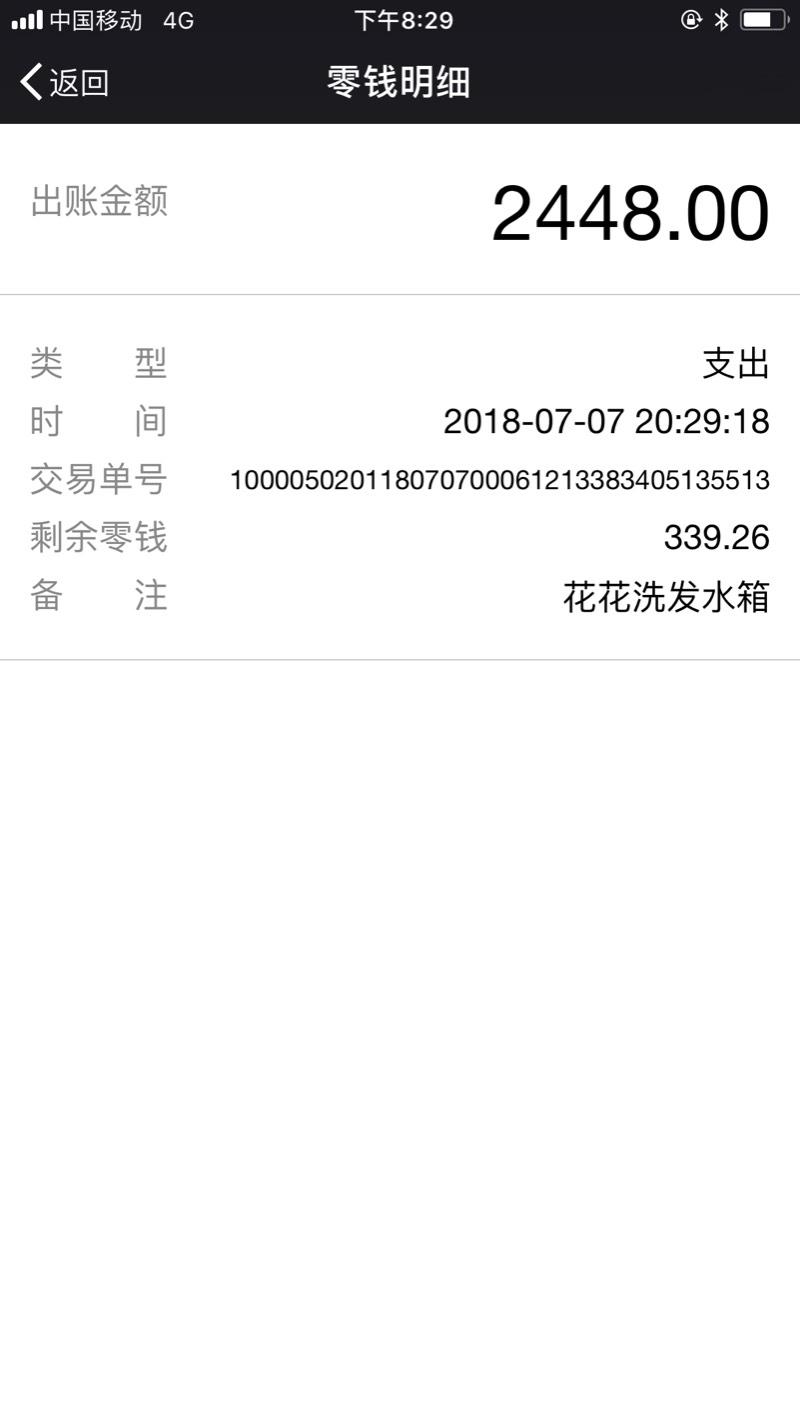 中国移动 4G 下午8:29
返回 零钱明细
出账金额 2448.00
类 型 支出
时 间 2018-07-07 20:29:18
交易单号 1000050201180707000612133834051​35513
剩余零钱 339.26
备 注 花花洗发水箱